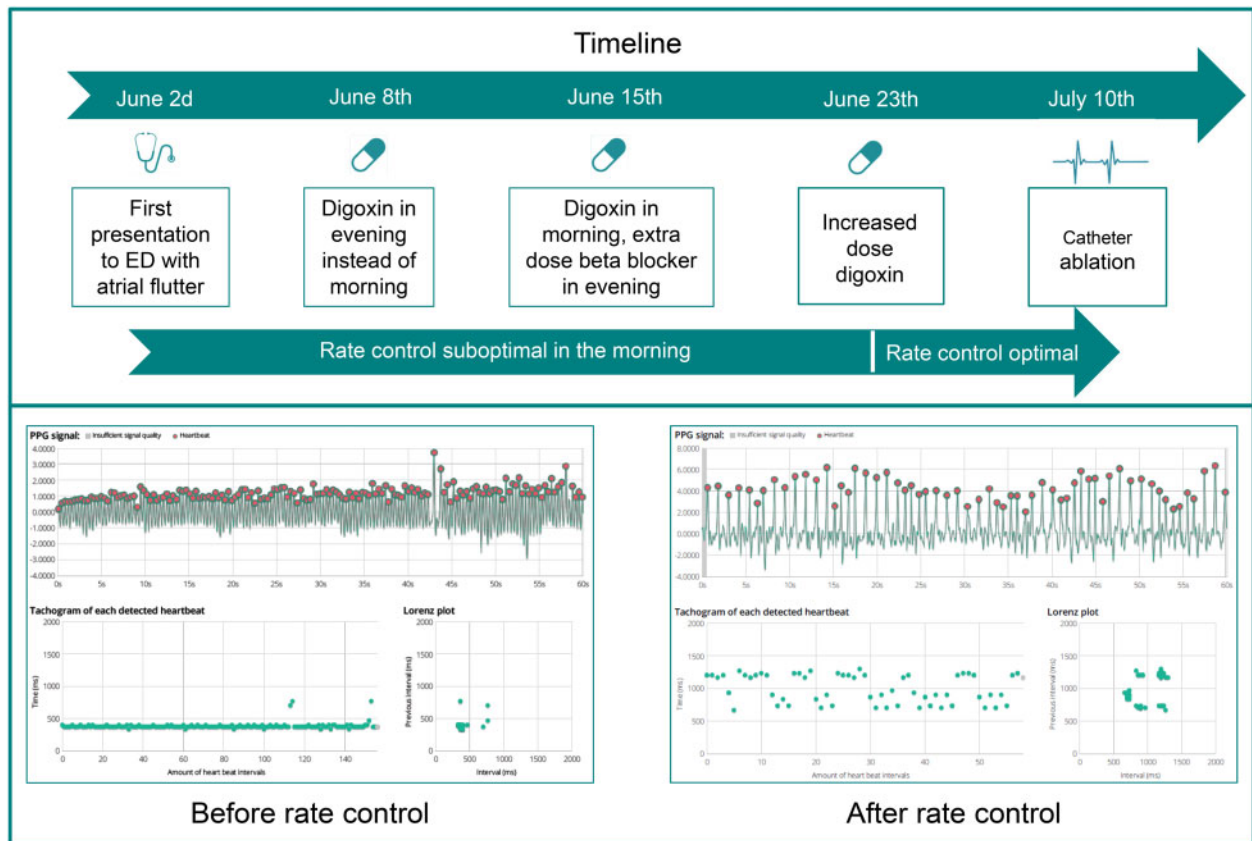 Timeline
June 2d
June 8th
June 15th
June 23th
July 10th
First
presentation
to ED with
atrial flutter
Digoxin in
evening
instead of
morning
Digoxin in
morning, extra
dose beta blocker
in evening
Increased
dose
digoxin
Catheter
ablation
Rate control suboptimal in the morning
Rate control optimal
PPG signal: Insufficient signal quality Heartbeat
4.0000
3.0000
2.0000
1.0000
0.0000
-1.0000
-2.0000
-3.0000
-4.0000
0s 5s 10s 15s 20s 25s 30s 35s 40s 45s 50s 55s 60s
Tachogram of each detected heartbeat
2000
1500
1000
500
0
Time (ms)
0 20 40 60 80 100 120 140
Amount of heart beat intervals
Lorenz plot
2000
1500
1000
500
0
Previous interval (ms)
0 500 1000 1500 2000
Interval (ms)
Before rate control
PPG signal: Insufficient signal quality Heartbeat
8.0000
6.0000
4.0000
2.0000
0.0000
-2.0000
-4.0000
0s 5s 10s 15s 20s 25s 30s 35s 40s 45s 50s 55s 60s
Tachogram of each detected heartbeat
2000
1500
1000
500
0
Time (ms)
0 10 20 30 40 50
Amount of heart beat intervals
Lorenz plot
2000
1500
1000
500
0
Previous interval (ms)
0 500 1000 1500 2000
Interval (ms)
After rate control